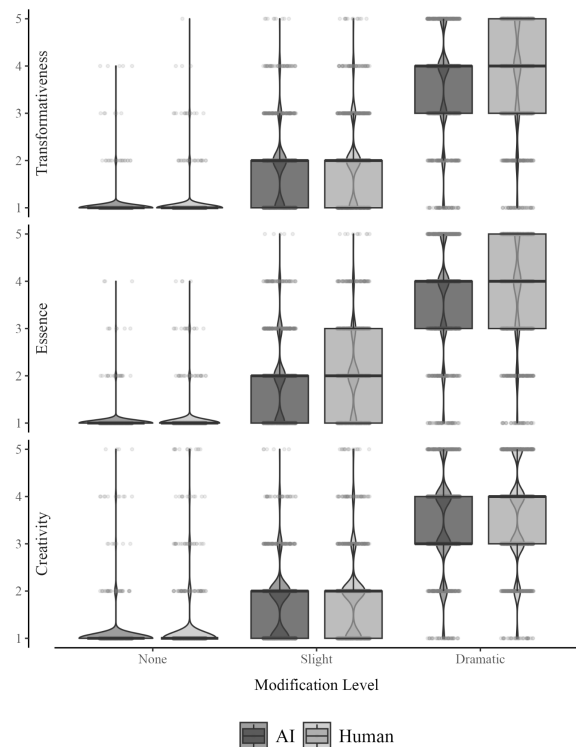 Transformativeness
5
4
3
2
1
Essence
5
4
3
2
1
Creativity
5
4
3
2
1
None Slight Dramatic
Modification Level
AI Human